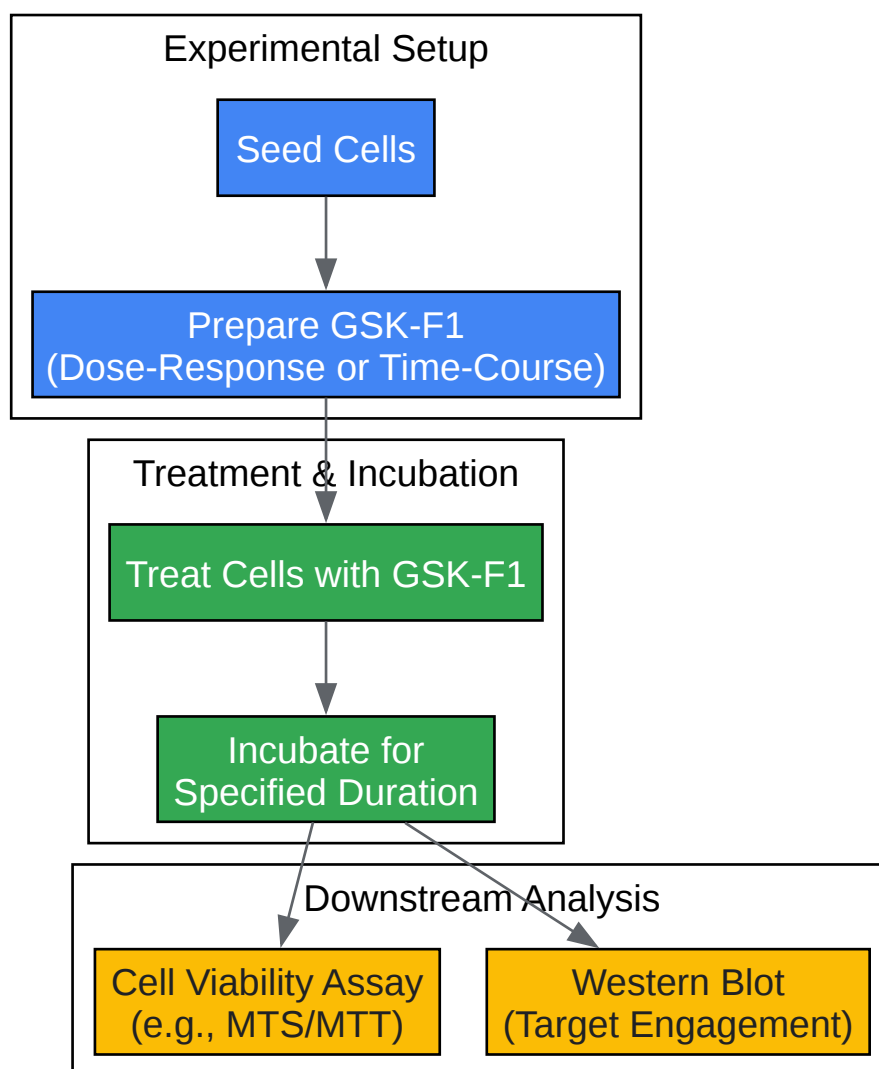 Experimental Setup
Seed Cells
Prepare GSK-F1
(Dose-Response or Time-Course)
Treatment & Incubation
Treat Cells with GSK-F1
Incubate for
Specified Duration
Downstream Analysis
Cell Viability Assay
(e.g., MTS/MTT)
Western Blot
(Target Engagement)